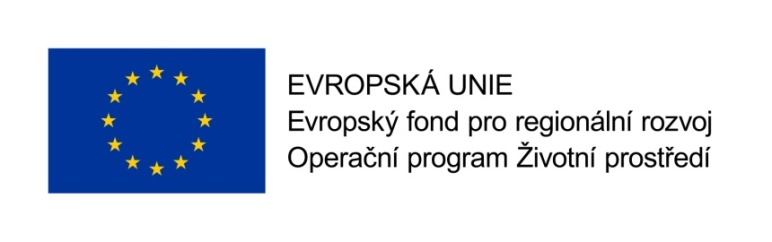 EVROPSKÁ UNIE
Evropský fond pro regionální rozvoj
Operační program Životní prostředí